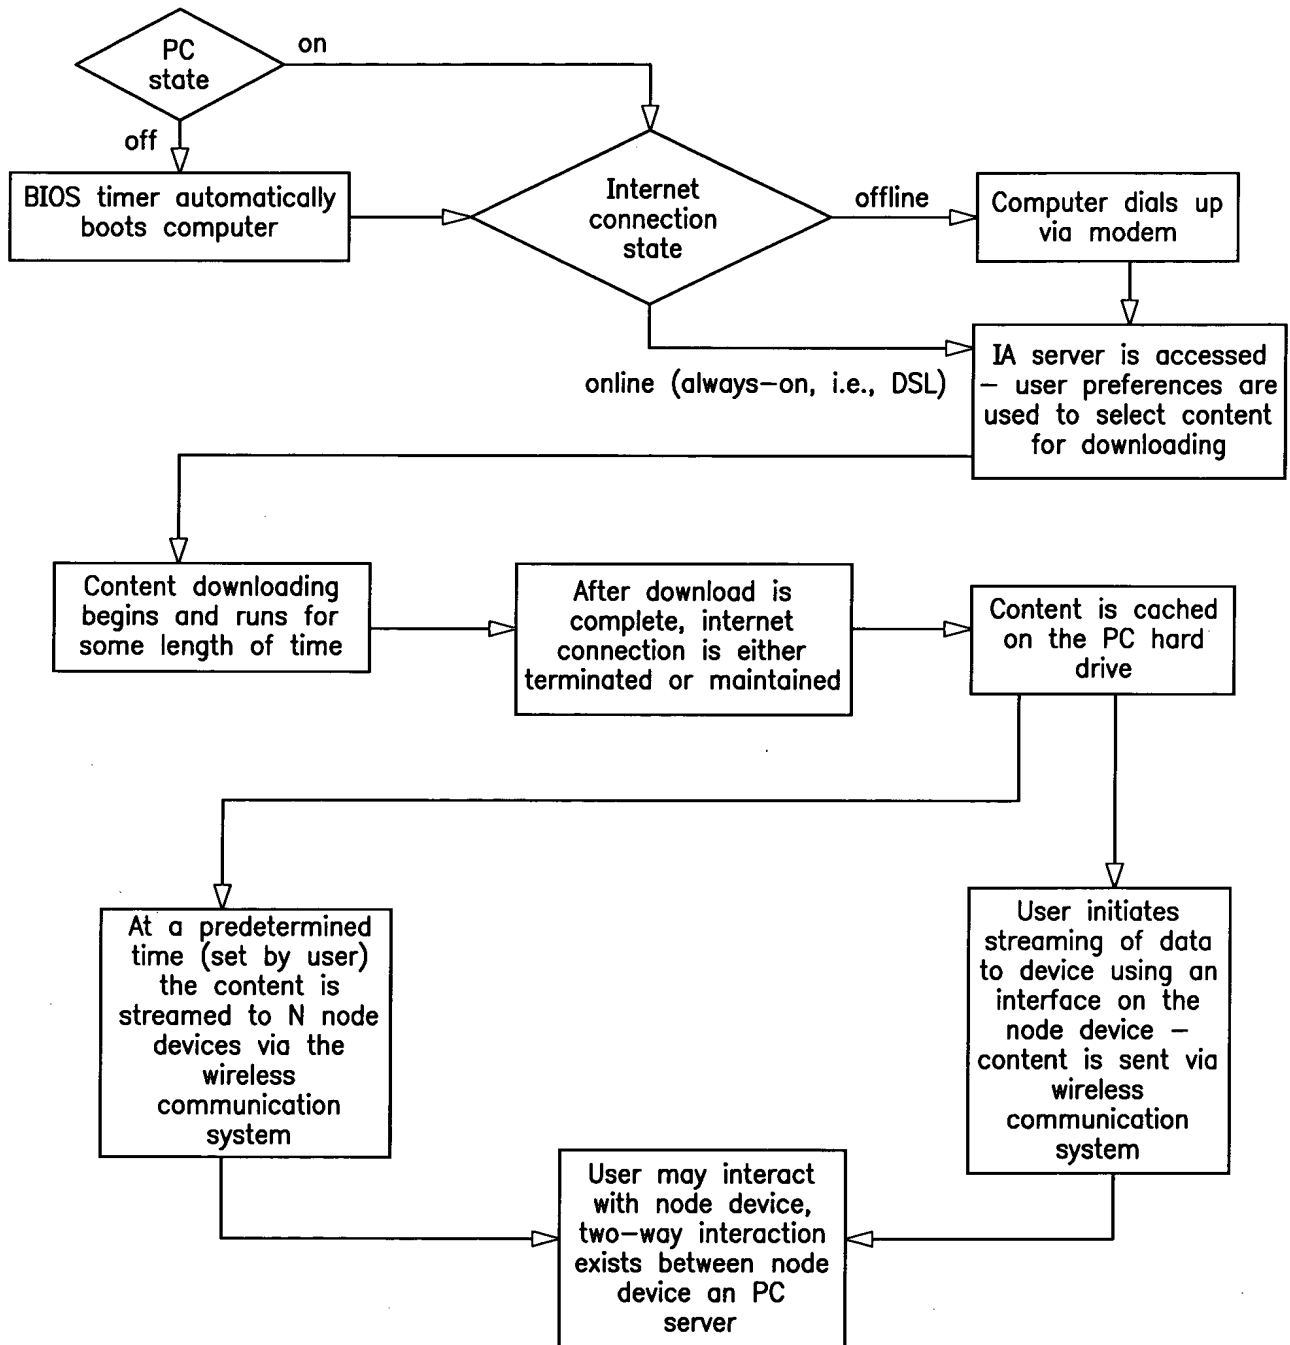 PC
state
on
off
BIOS timer automatically
boots computer
Internet
connection
state
offline
Computer dials up
via modem
online (always-on, i.e., DSL)
IA server is accessed
- user preferences are
used to select content
for downloading
Content downloading
begins and runs for
some length of time
After download is
complete, internet
connection is either
terminated or maintained
Content is cached
on the PC hard
drive
At a predetermined
time (set by user)
the content is
streamed to N node
devices via the
wireless
communication
system
User initiates
streaming of data
to device using an
interface on the
node device -
content is sent via
wireless
communication
system
User may interact
with node device,
two-way interaction
exists between node
device an PC
server